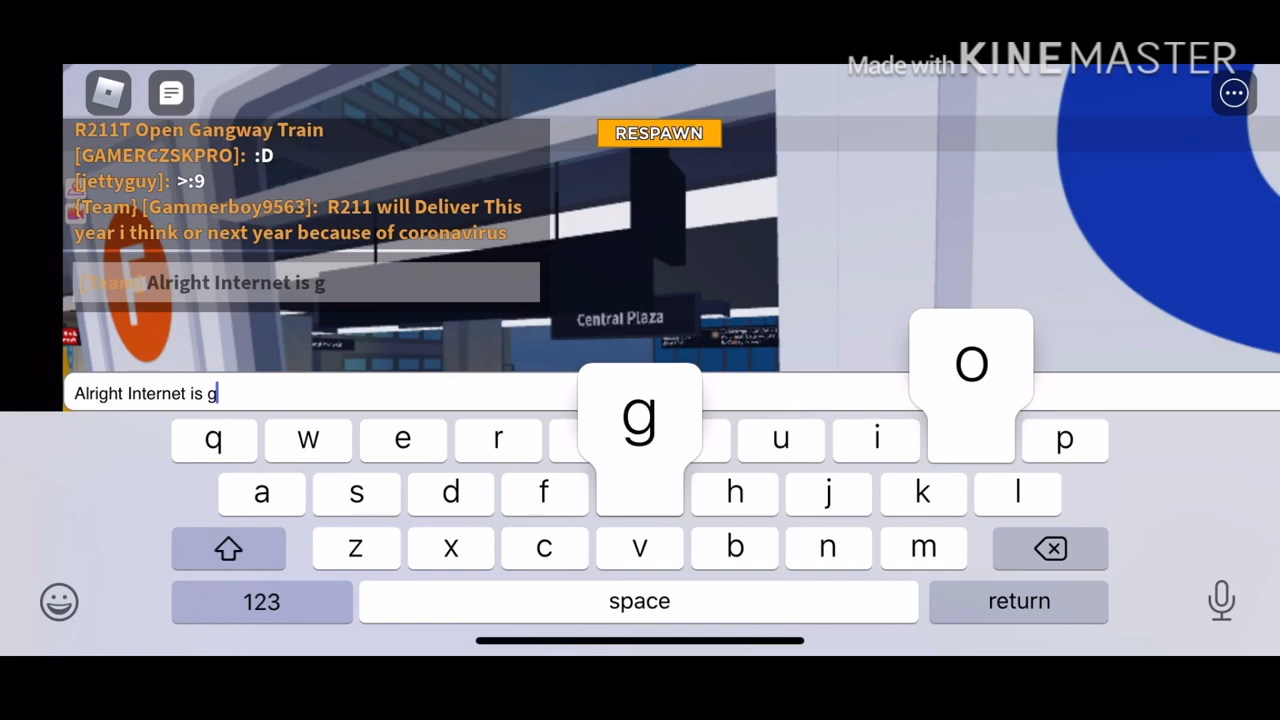 Made with KINEMASTER
R211T Open Gangway Train
[GAMERCZSKPRO]: :D
[jettyguy]: >:9
{Team} [Gammerboy9563]: R211 will Deliver This
year i think or next year because of coronavirus
RESPAWN
[Team] Alright Internet is g
F
Central Plaza
Alright Internet is g
g
o
q w e r u i p
a s d f h j k l
z x c v b n m
123 space return